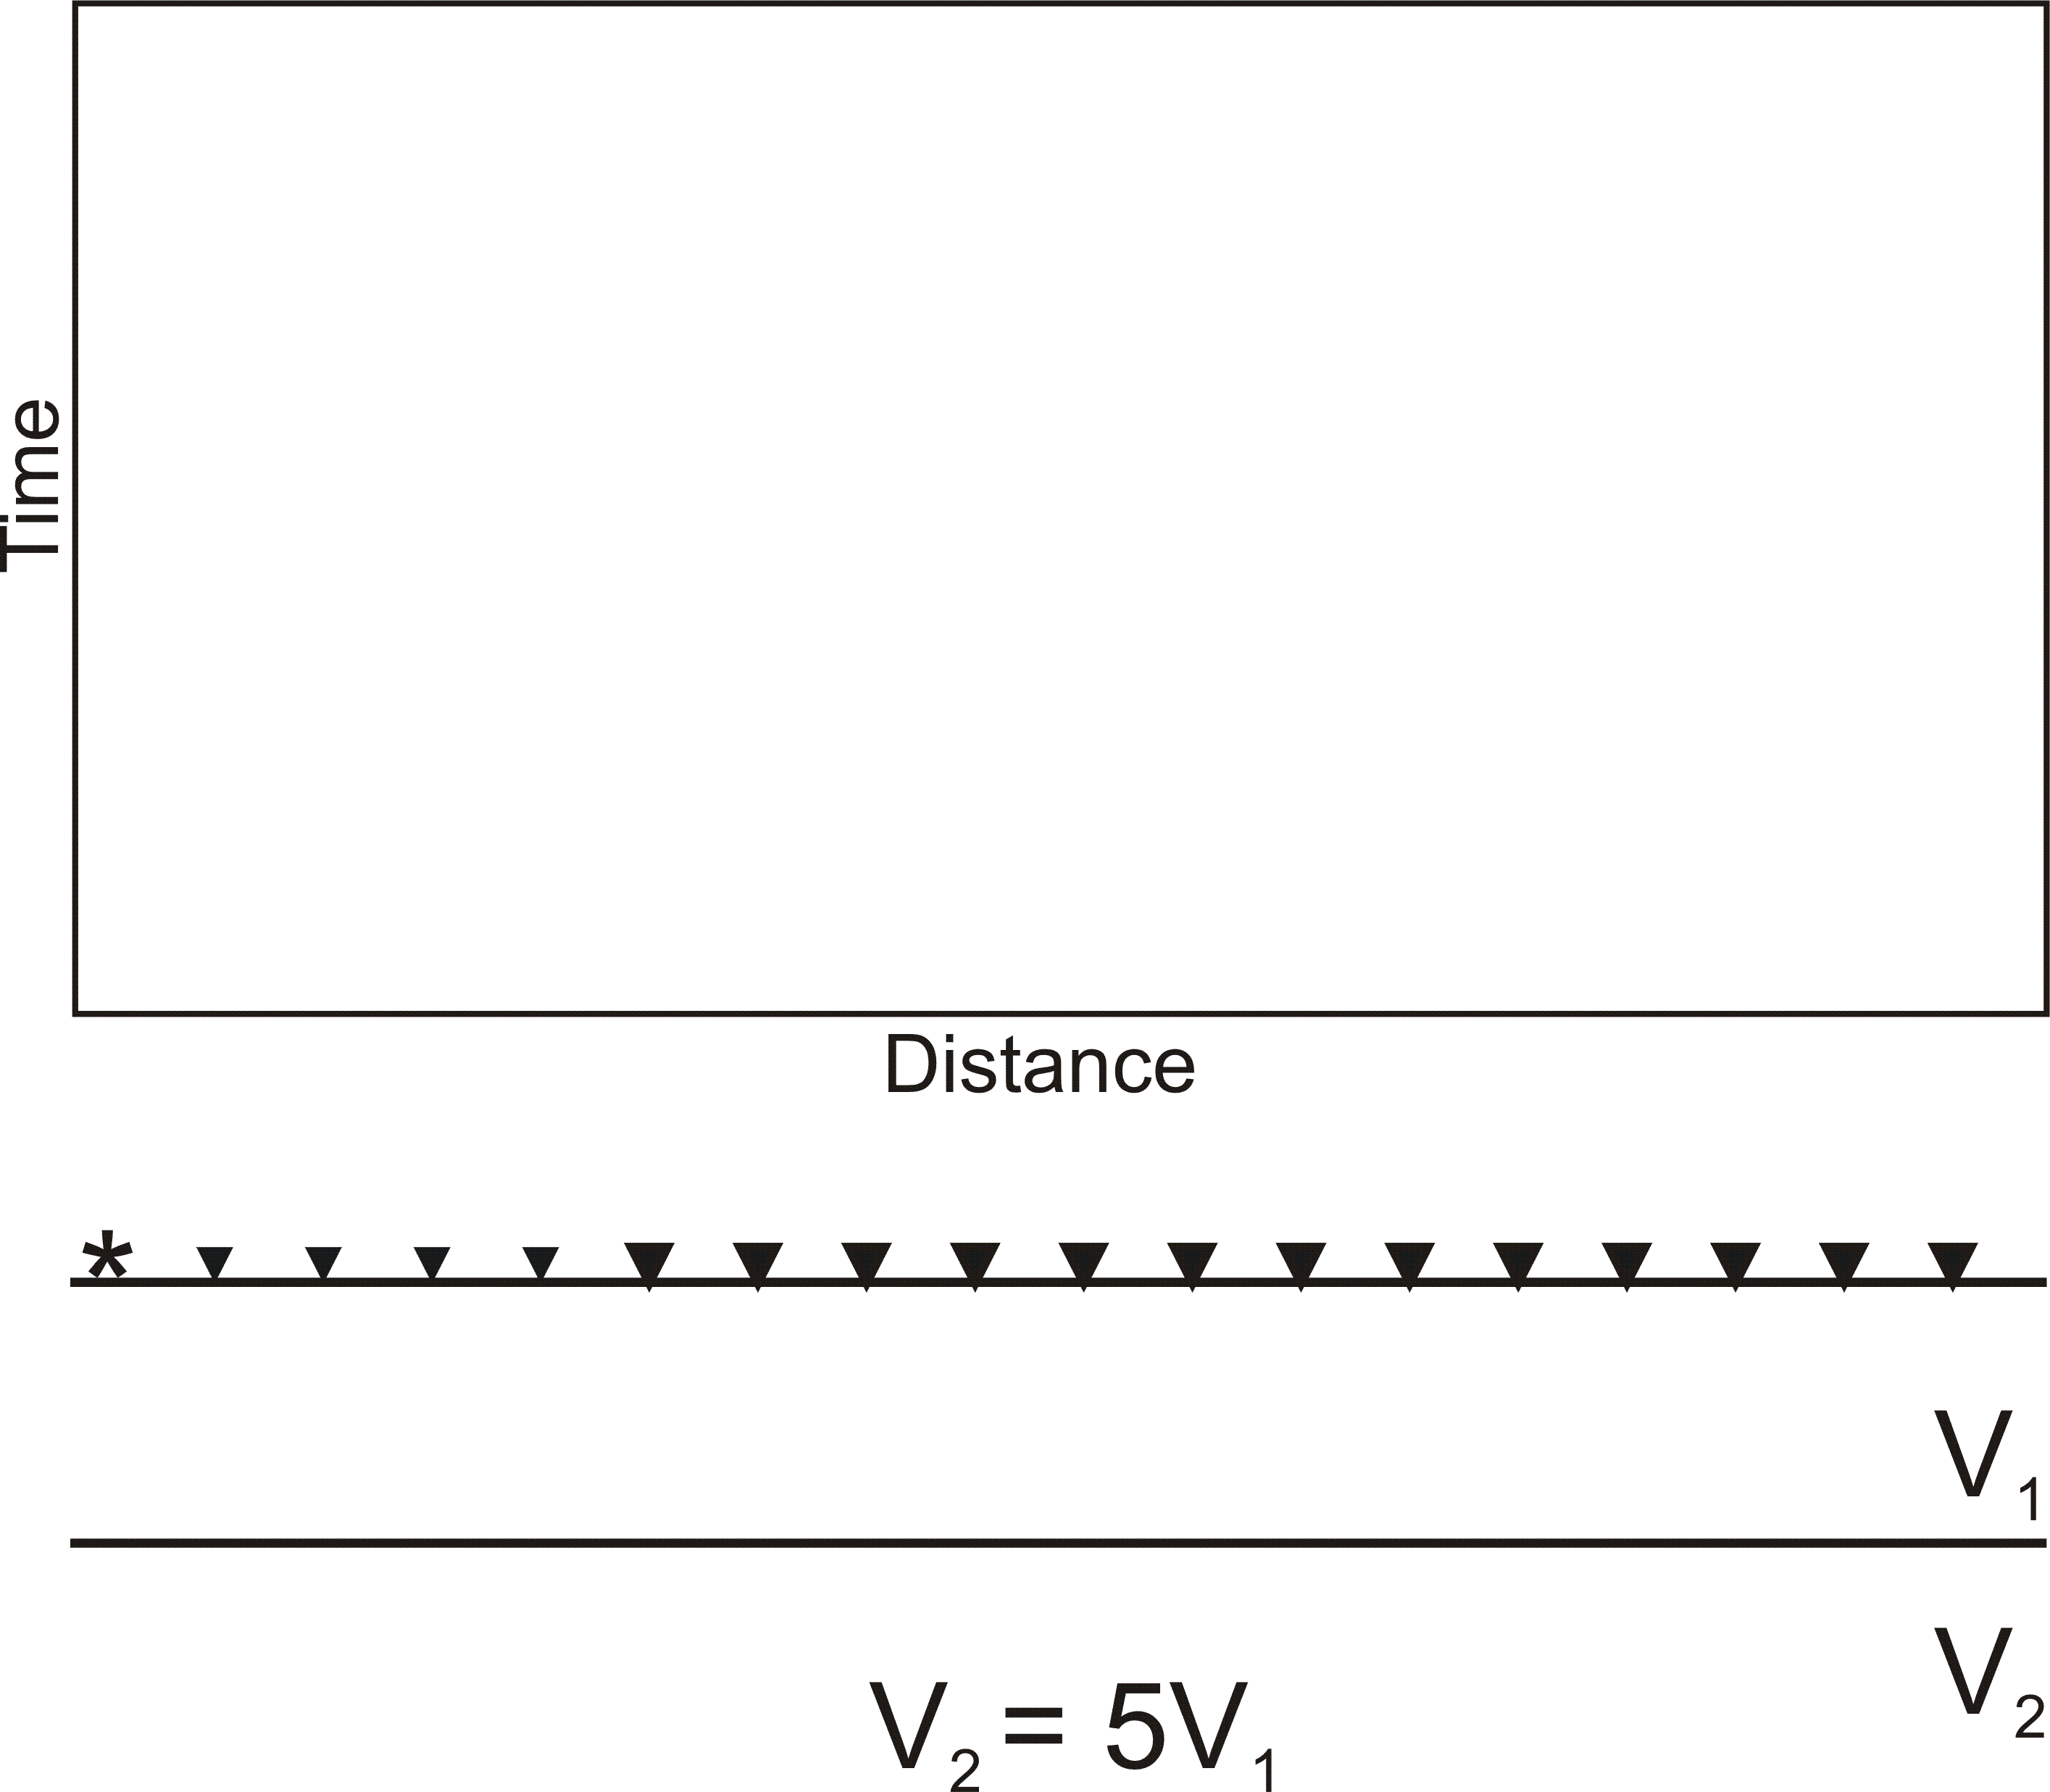 Time
Distance
*
V₁
V₂
V₂ = 5V₁